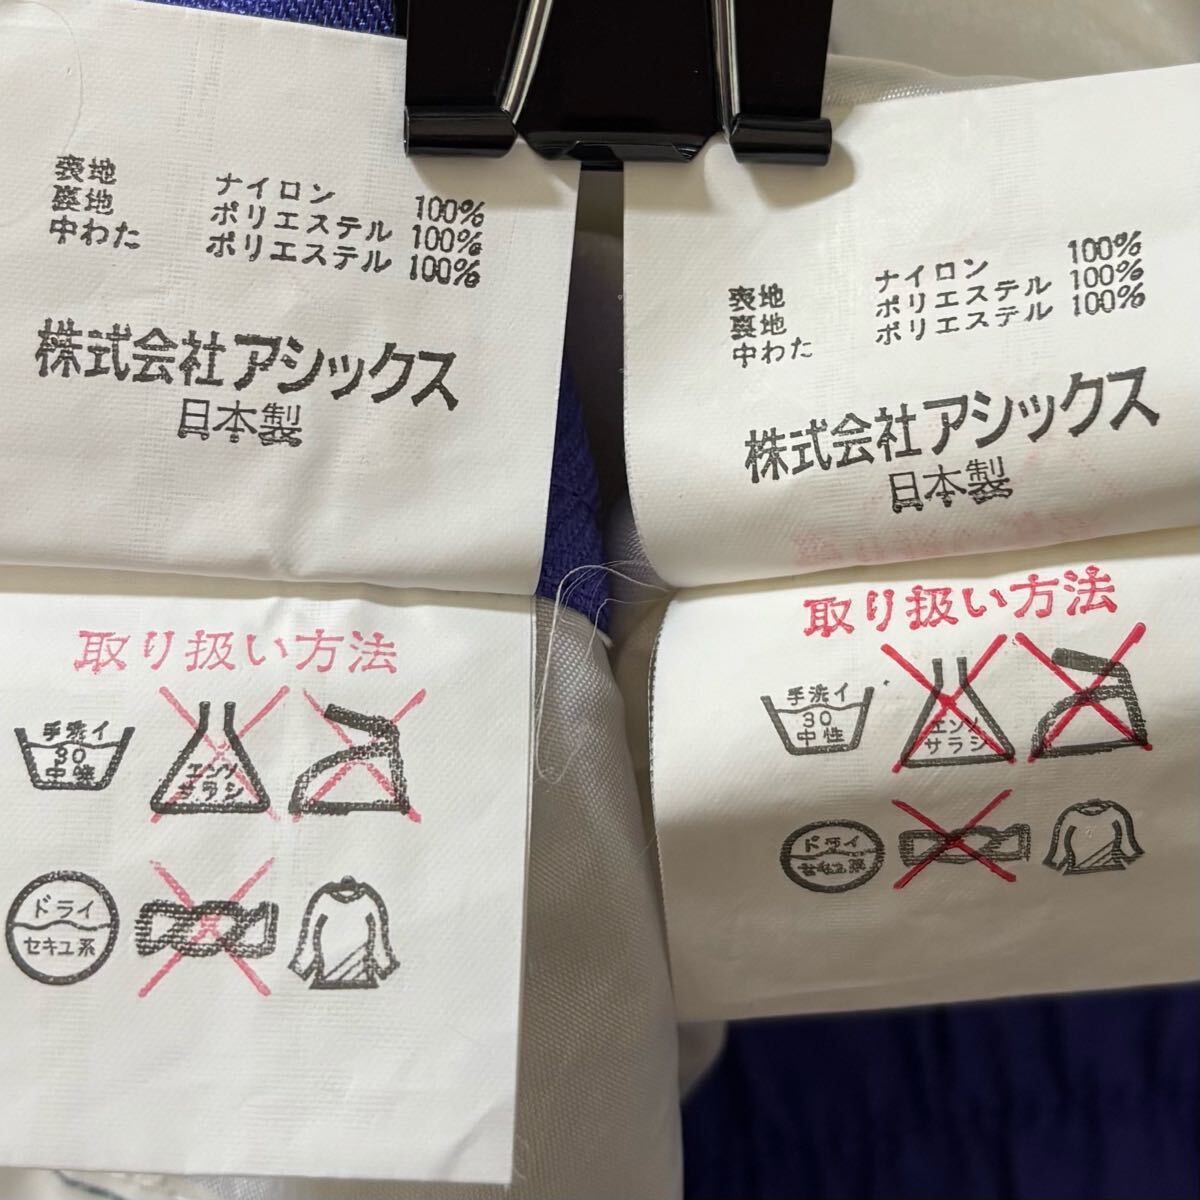 表地 ナイロン 100%
裏地 ポリエステル 100%
中わた ポリエステル 100%
株式会社アシックス
日本製
取り扱い方法
手洗イ
30
中性
エンソ
サラシ
ドライ
セキユ系
表地 ナイロン 100%
裏地 ポリエステル 100%
中わた ポリエステル 100%
株式会社アシックス
日本製
取り扱い方法
手洗イ
30
中性
エンソ
サラシ
ドライ
セキユ系